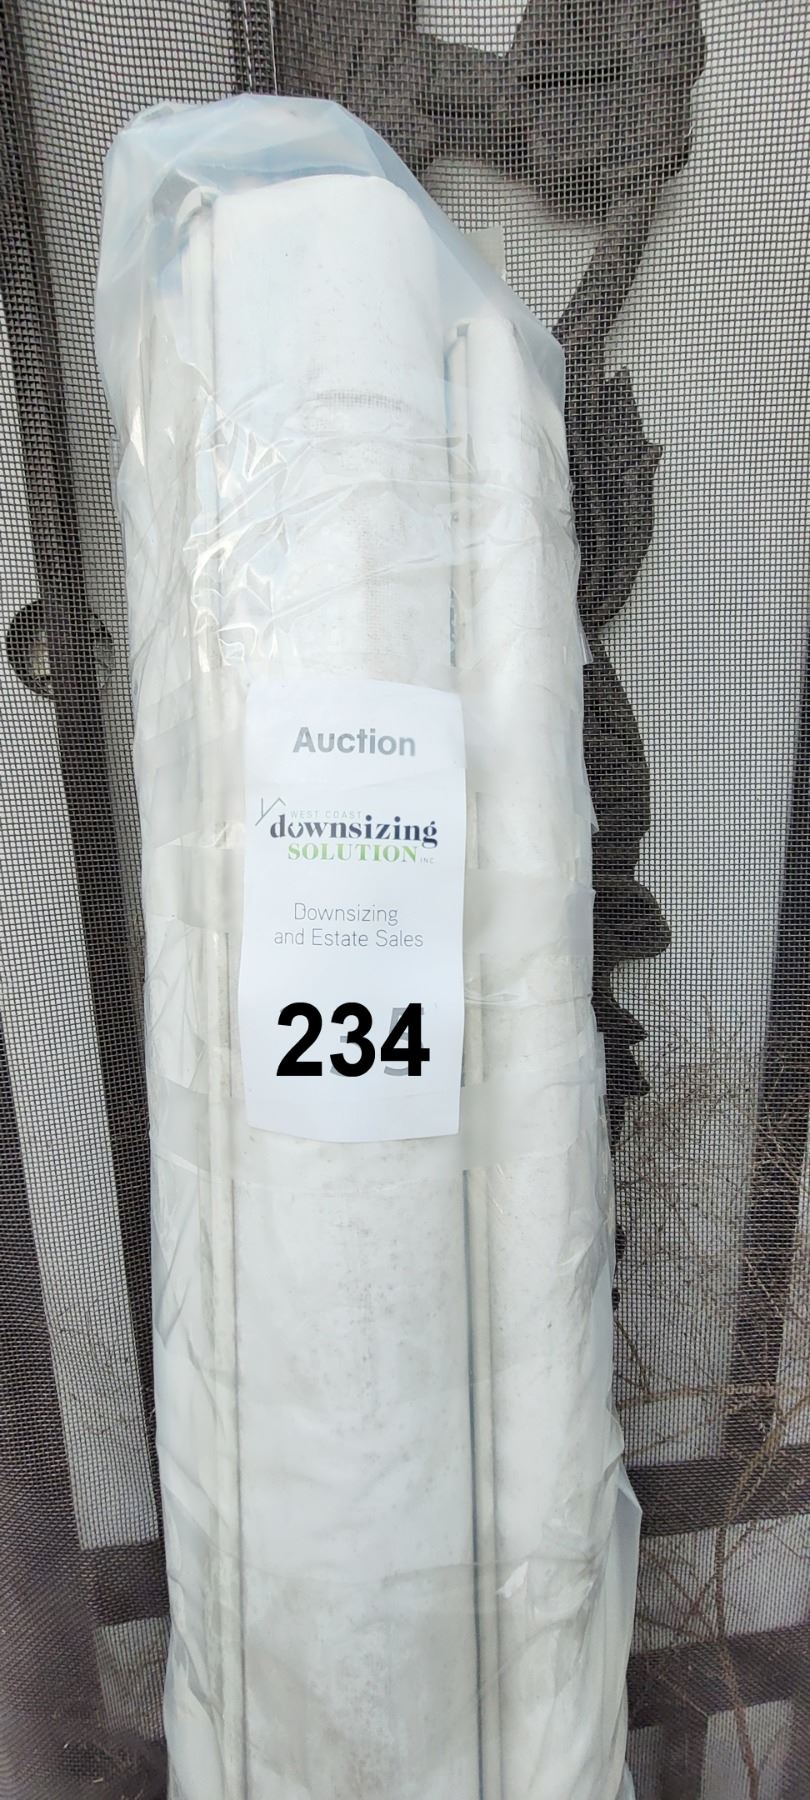 Auction
WEST COAST
downsizing
SOLUTION INC
Downsizing
and Estate Sales
234